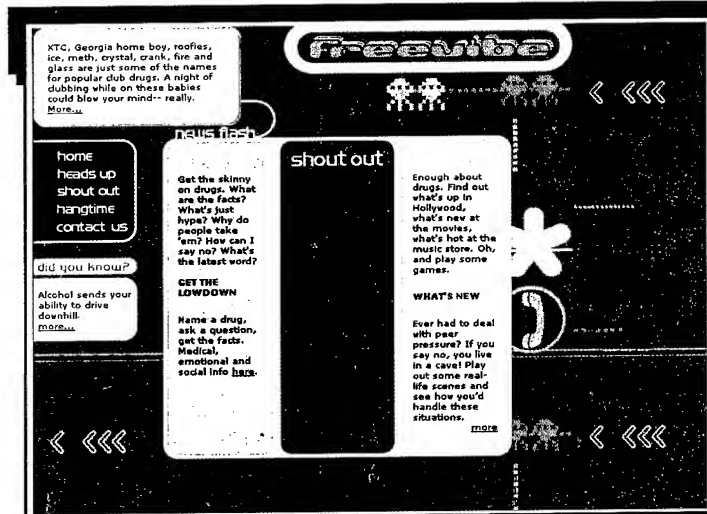 XTC, Georgia home boy, roofies,
ice, meth, crystal, crank, fire and
glass are just some of the names
for popular club drugs. A night of
clubbing while on these babies
could blow your mind-- really.
More...
freevibe
news flash
home
heads up
shout out
hangtime
contact us
did you know?
Alcohol sends your
ability to drive
downhill.
more...
Get the skinny
on drugs. What
are the facts?
What's just
hype? Why do
people take
'em? How can I
say no? What's
the latest word?
GET THE
LOWDOWN
Name a drug,
ask a question,
get the facts.
Medical,
emotional and
social info here.
shout out
Enough about
drugs. Find out
what's up in
Hollywood,
what's new at
the movies,
what's hot at the
music store. Oh,
and play some
games.
WHAT'S NEW
Ever had to deal
with peer
pressure? If you
say no, you live
in a cave! Play
out some real-
life scenes and
see how you'd
handle these
situations.
more